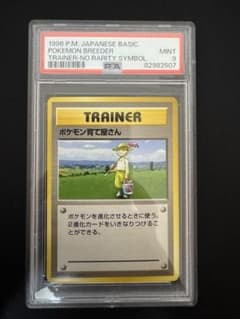 1996 P.M. JAPANESE BASIC
POKEMON BREEDER MINT
TRAINER-NO RARITY SYMBOL 9
PSA 82982507
TRAINER
ポケモン育て屋さん
ポケモンを進化させるときに使う。
2進化カードをいきなりつけること
ができる。